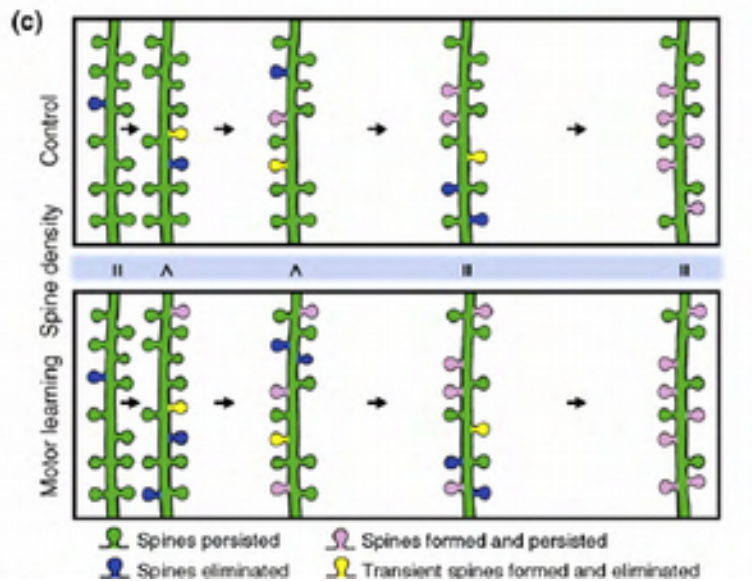 (c)
Control
Spine density
= < < = =
Motor learning
Spines persisted
Spines formed and persisted
Spines eliminated
Transient spines formed and eliminated